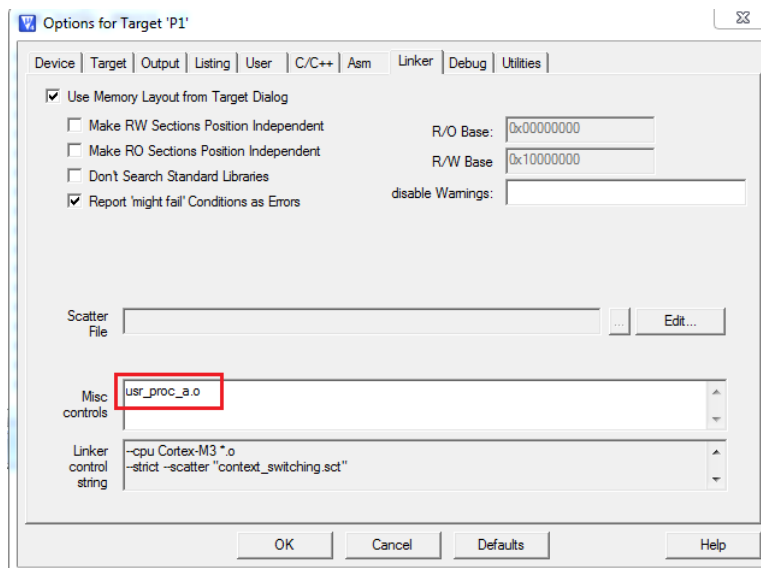 Options for Target 'P1'
Device Target Output Listing User C/C++ Asm Linker Debug Utilities
Use Memory Layout from Target Dialog
Make RW Sections Position Independent
Make RO Sections Position Independent
Don't Search Standard Libraries
Report 'might fail' Conditions as Errors
R/O Base: 0x00000000
R/W Base 0x10000000
disable Warnings:
Scatter
File
... Edit...
Misc
controls
usr_proc_a.o
Linker
control
string
--cpu Cortex-M3 *.o
--strict --scatter "context_switching.sct"
OK Cancel Defaults Help